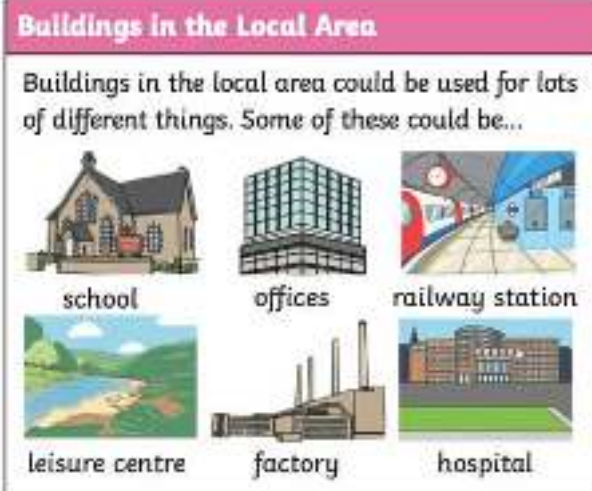 Buildings in the Local Area
Buildings in the local area could be used for lots
of different things. Some of these could be...
school
offices
railway station
leisure centre
factory
hospital